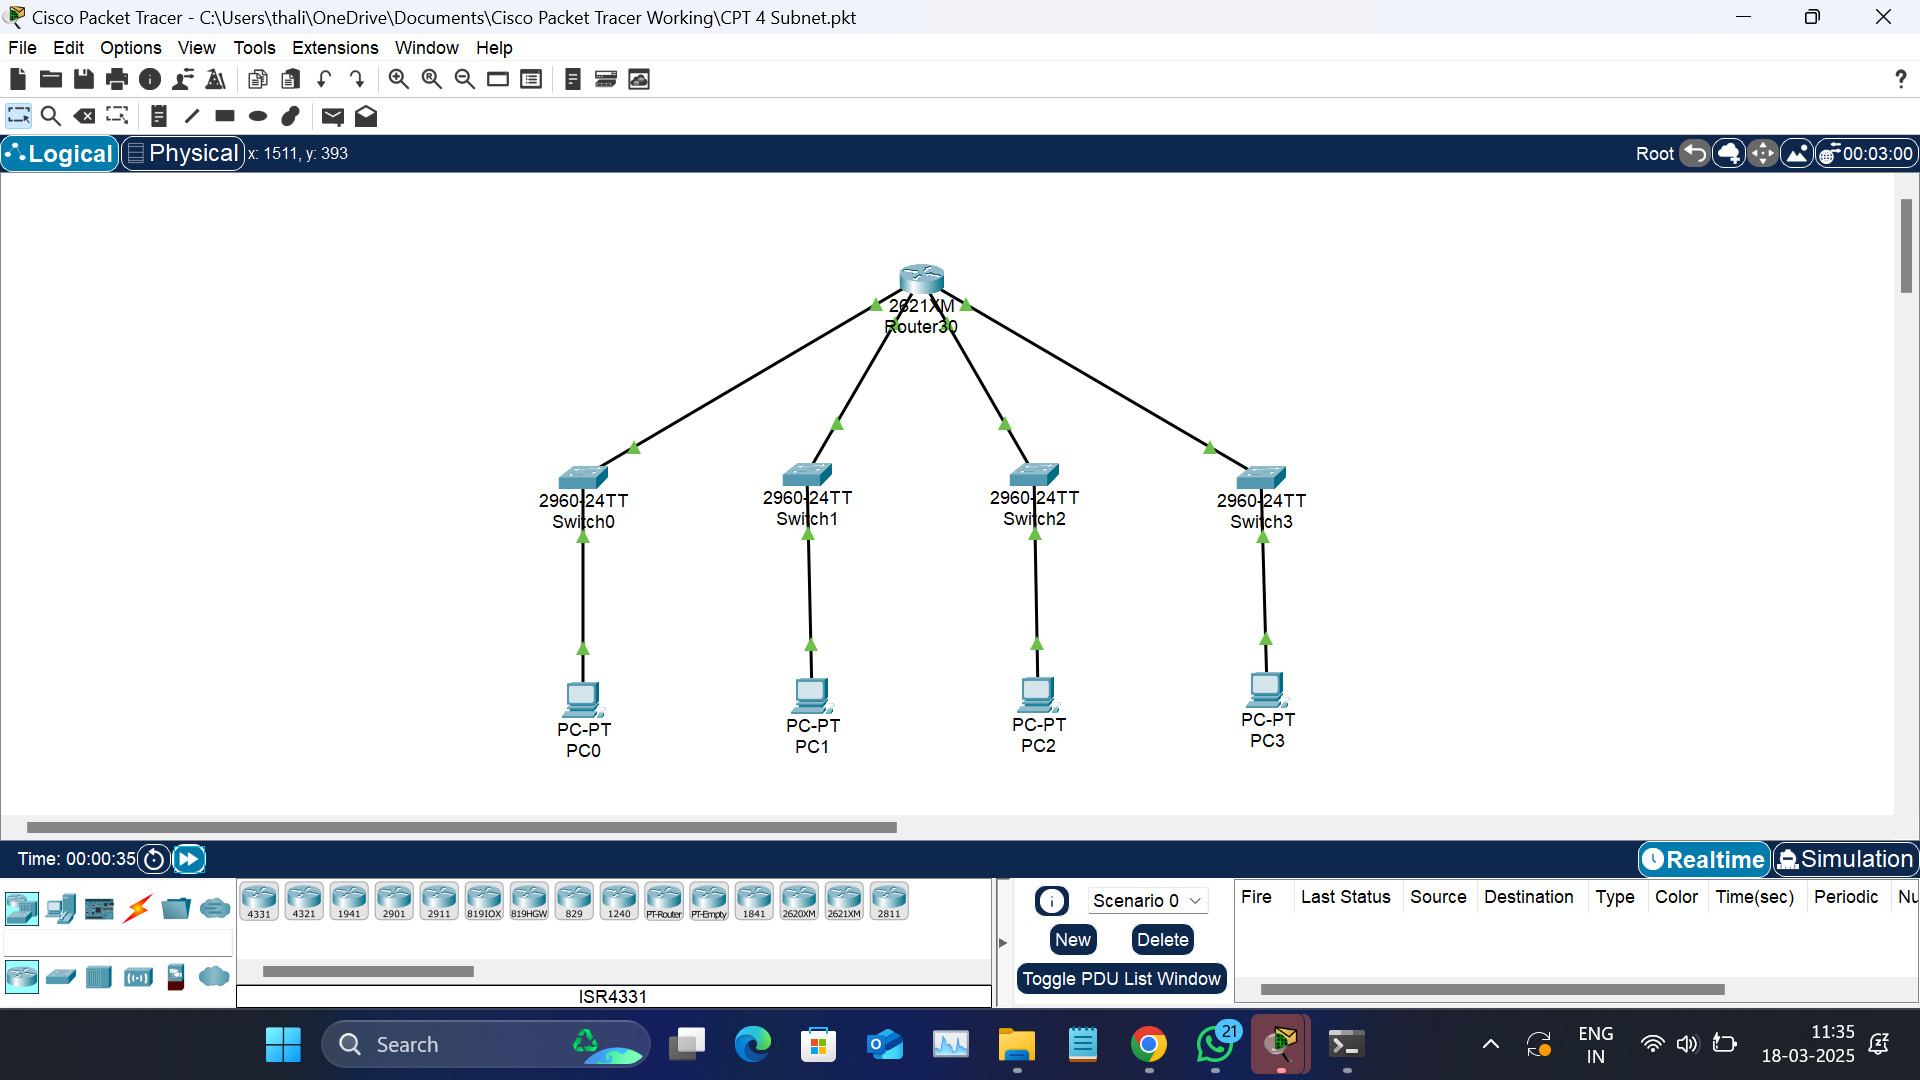 Cisco Packet Tracer - C:\Users\thali\OneDrive\Documents\Cisco Packet Tracer Working\CPT 4 Subnet.pkt
File Edit Options View Tools Extensions Window Help
?
Logical Physical x: 1511, y: 393 Root 00:03:00
2621XM
Router30
2960-24TT
Switch0
2960-24TT
Switch1
2960-24TT
Switch2
2960-24TT
Switch3
PC-PT
PC0
PC-PT
PC1
PC-PT
PC2
PC-PT
PC3
Time: 00:00:35 Realtime Simulation
4331 4321 1941 2901 2911 819IOX 819HGW 829 1240 PT-Router PT-Empty 1841 2620XM 2621XM 2811
ISR4331
Scenario 0
New Delete
Toggle PDU List Window
Fire Last Status Source Destination Type Color Time(sec) Periodic Nu
Search
21
ENG
IN
11:35
18-03-2025